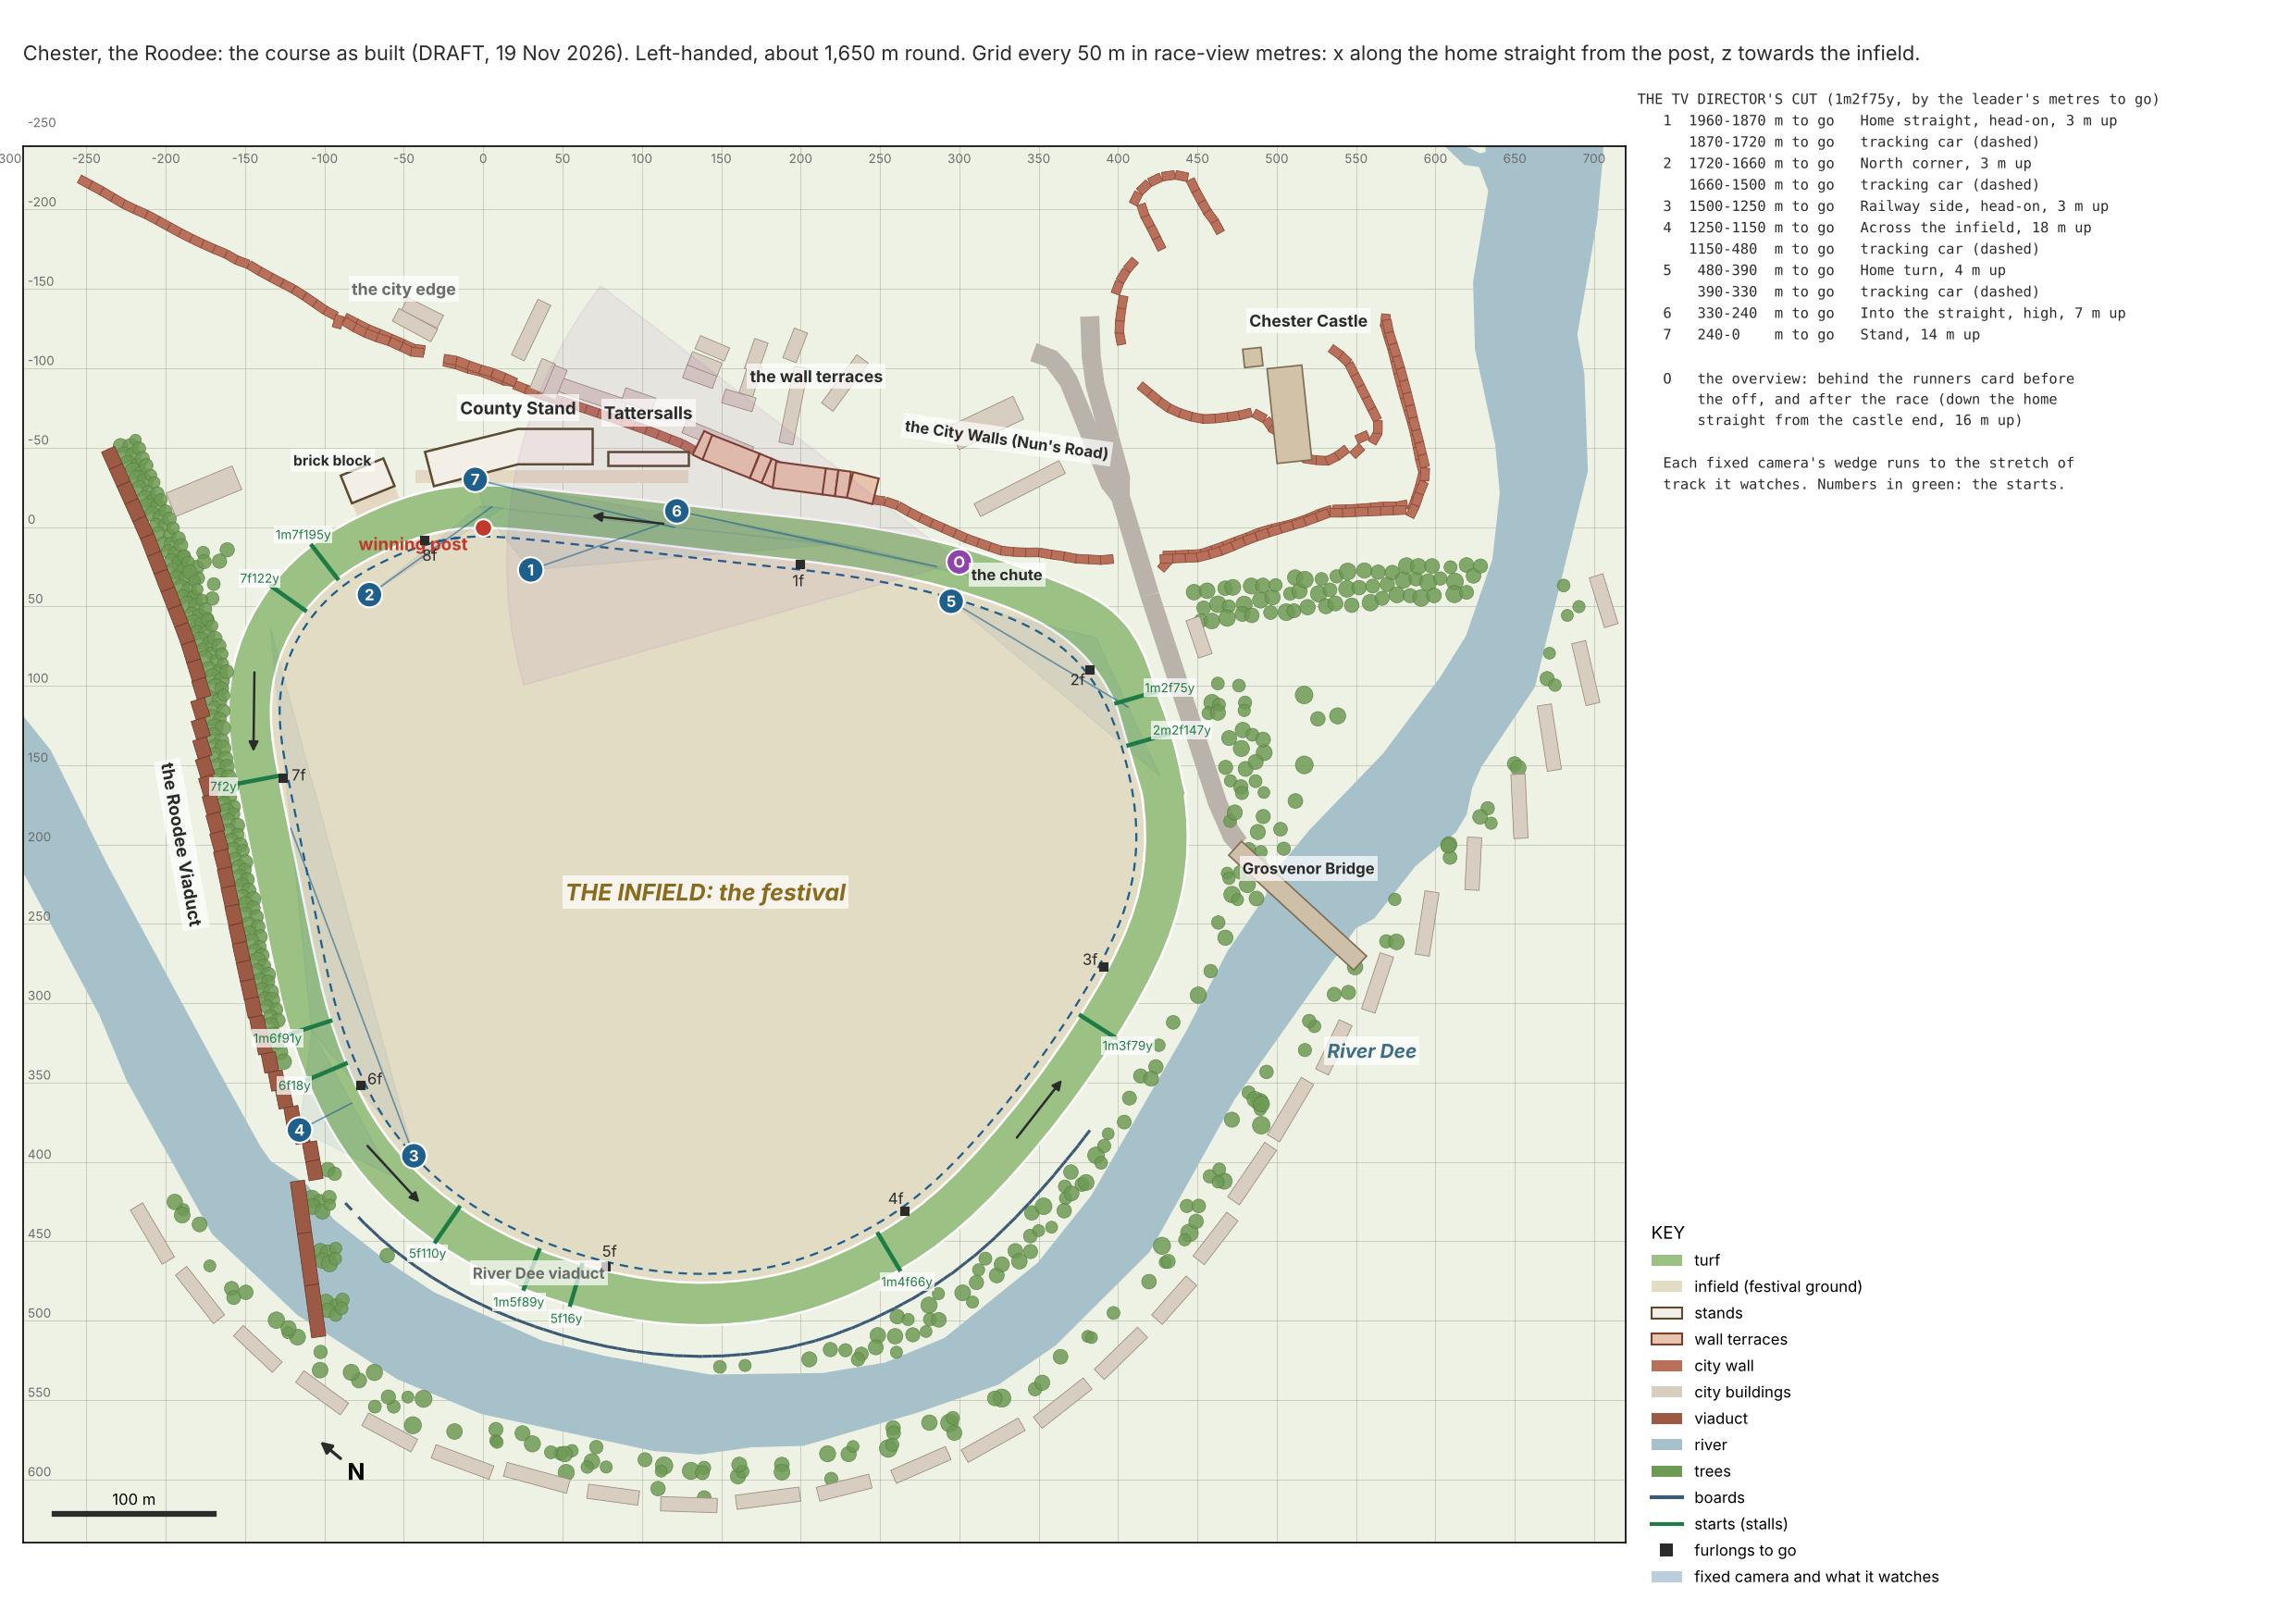 Chester, the Roodee: the course as built (DRAFT, 19 Nov 2026). Left-handed, about 1,650 m round. Grid every 50 m in race-view metres: x along the home straight from the post, z towards the infield.
THE TV DIRECTOR'S CUT (1m2f75y, by the leader's metres to go)
1 1960-1870 m to go Home straight, head-on, 3 m up
1870-1720 m to go tracking car (dashed)
2 1720-1660 m to go North corner, 3 m up
1660-1500 m to go tracking car (dashed)
3 1500-1250 m to go Railway side, head-on, 3 m up
4 1250-1150 m to go Across the infield, 18 m up
1150-480 m to go tracking car (dashed)
5 480-390 m to go Home turn, 4 m up
390-330 m to go tracking car (dashed)
6 330-240 m to go Into the straight, high, 7 m up
7 240-0 m to go Stand, 14 m up
O the overview: behind the runners card before
the off, and after the race (down the home
straight from the castle end, 16 m up)
Each fixed camera's wedge runs to the stretch of
track it watches. Numbers in green: the starts.
-250
300 -250 -200 -150 -100 -50 0 50 100 150 200 250 300 350 400 450 500 550 600 650 700
-200
-150
the city edge
Chester Castle
-100
the wall terraces
County Stand
Tattersalls
the City Walls (Nun's Road)
-50
brick block
7
6
0
1m7f195y
winning post
8f
O
the chute
1
1f
7f122y
2
5
50
2f
1m2f75y
100
2m2f147y
150
7f
7f2y
the Roodee Viaduct
200
Grosvenor Bridge
THE INFIELD: the festival
250
3f
300
1m6f91y
1m3f79y
River Dee
6f
6f18y
350
4
3
400
4f
450
5f110y
5f
River Dee viaduct
1m4f66y
1m5f89y
5f16y
500
550
600
N
100 m
KEY
turf
infield (festival ground)
stands
wall terraces
city wall
city buildings
viaduct
river
trees
boards
starts (stalls)
furlongs to go
fixed camera and what it watches